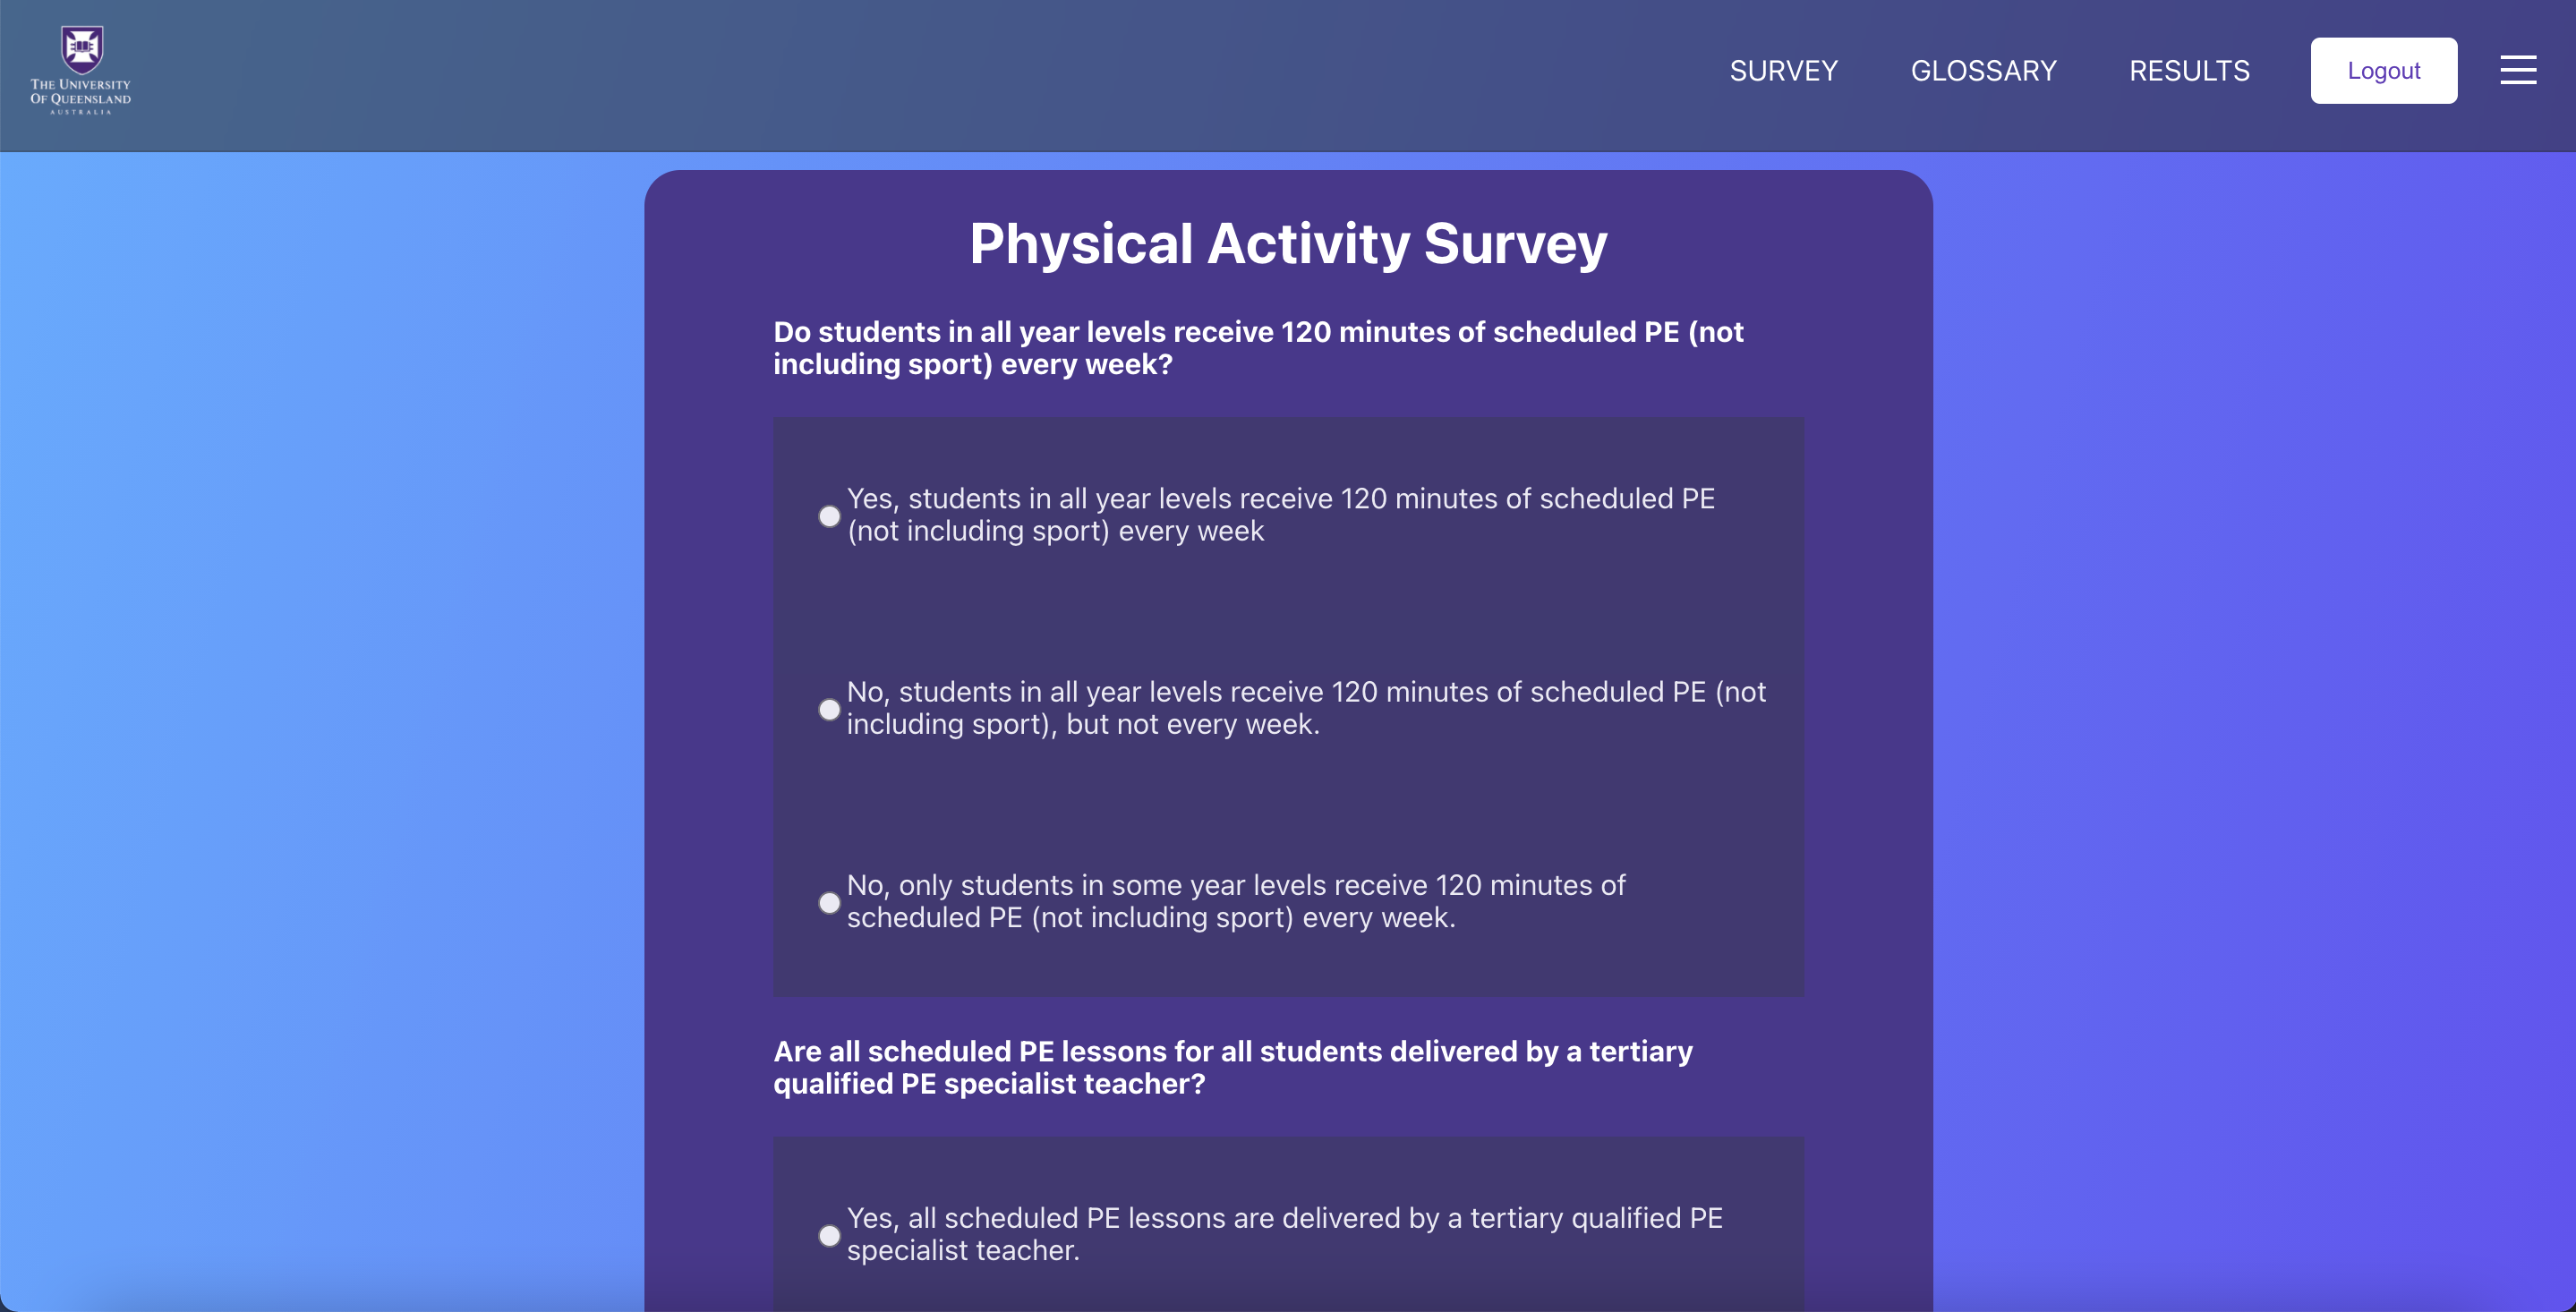 THE UNIVERSITY
OF QUEENSLAND
AUSTRALIA
SURVEY
GLOSSARY
RESULTS
Logout
Physical Activity Survey
Do students in all year levels receive 120 minutes of scheduled PE (not
including sport) every week?
Yes, students in all year levels receive 120 minutes of scheduled PE
(not including sport) every week
No, students in all year levels receive 120 minutes of scheduled PE (not
including sport), but not every week.
No, only students in some year levels receive 120 minutes of
scheduled PE (not including sport) every week.
Are all scheduled PE lessons for all students delivered by a tertiary
qualified PE specialist teacher?
Yes, all scheduled PE lessons are delivered by a tertiary qualified PE
specialist teacher.